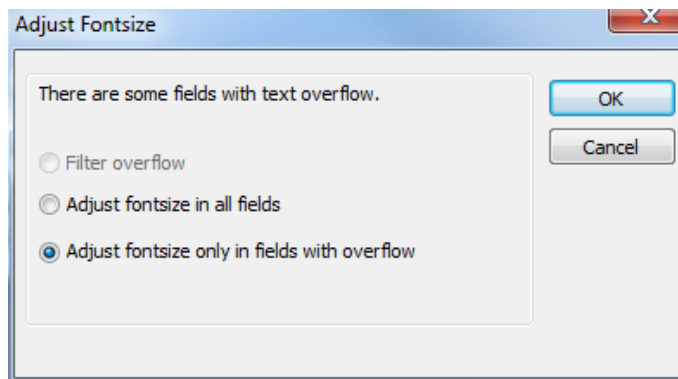 Adjust Fontsize
There are some fields with text overflow.
OK
Cancel
Filter overflow
Adjust fontsize in all fields
Adjust fontsize only in fields with overflow